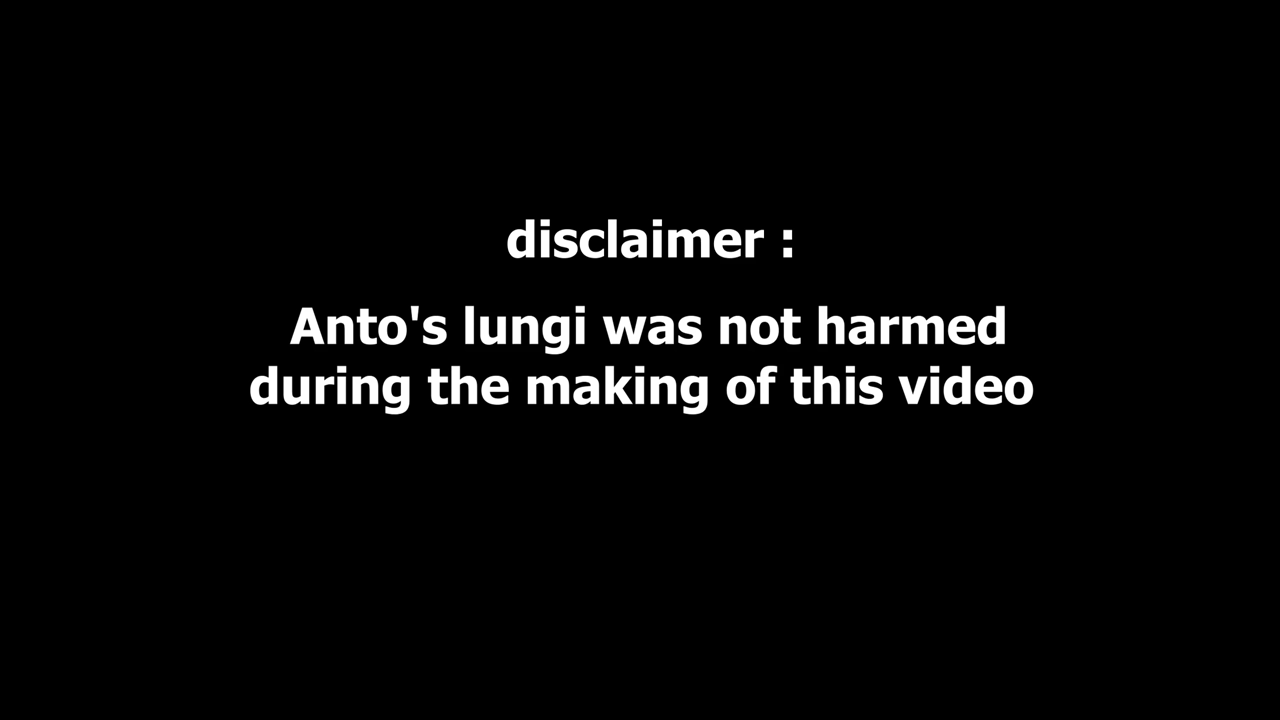 disclaimer :
Anto's lungi was not harmed
during the making of this video